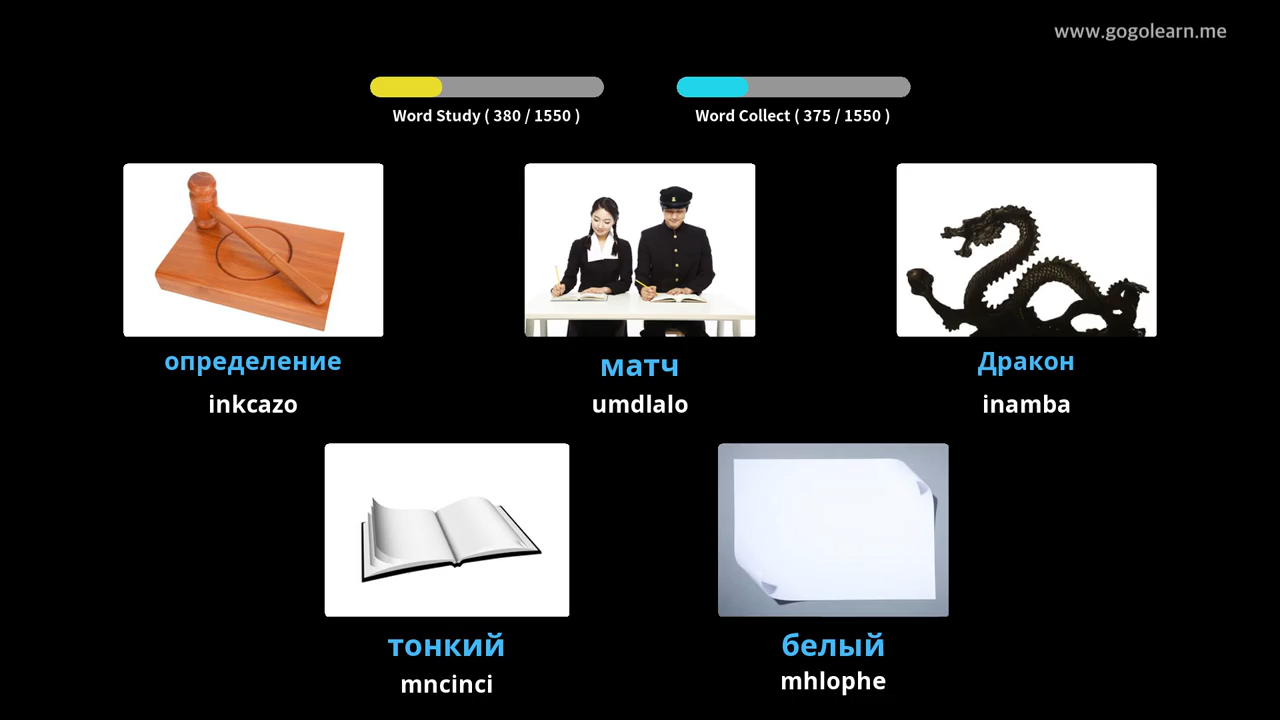 www.gogolearn.me
Word Study ( 380 / 1550 )
Word Collect ( 375 / 1550 )
определение
матч
Дракон
inkcazo
umdlalo
inamba
тонкий
белый
mncinci
mhlophe